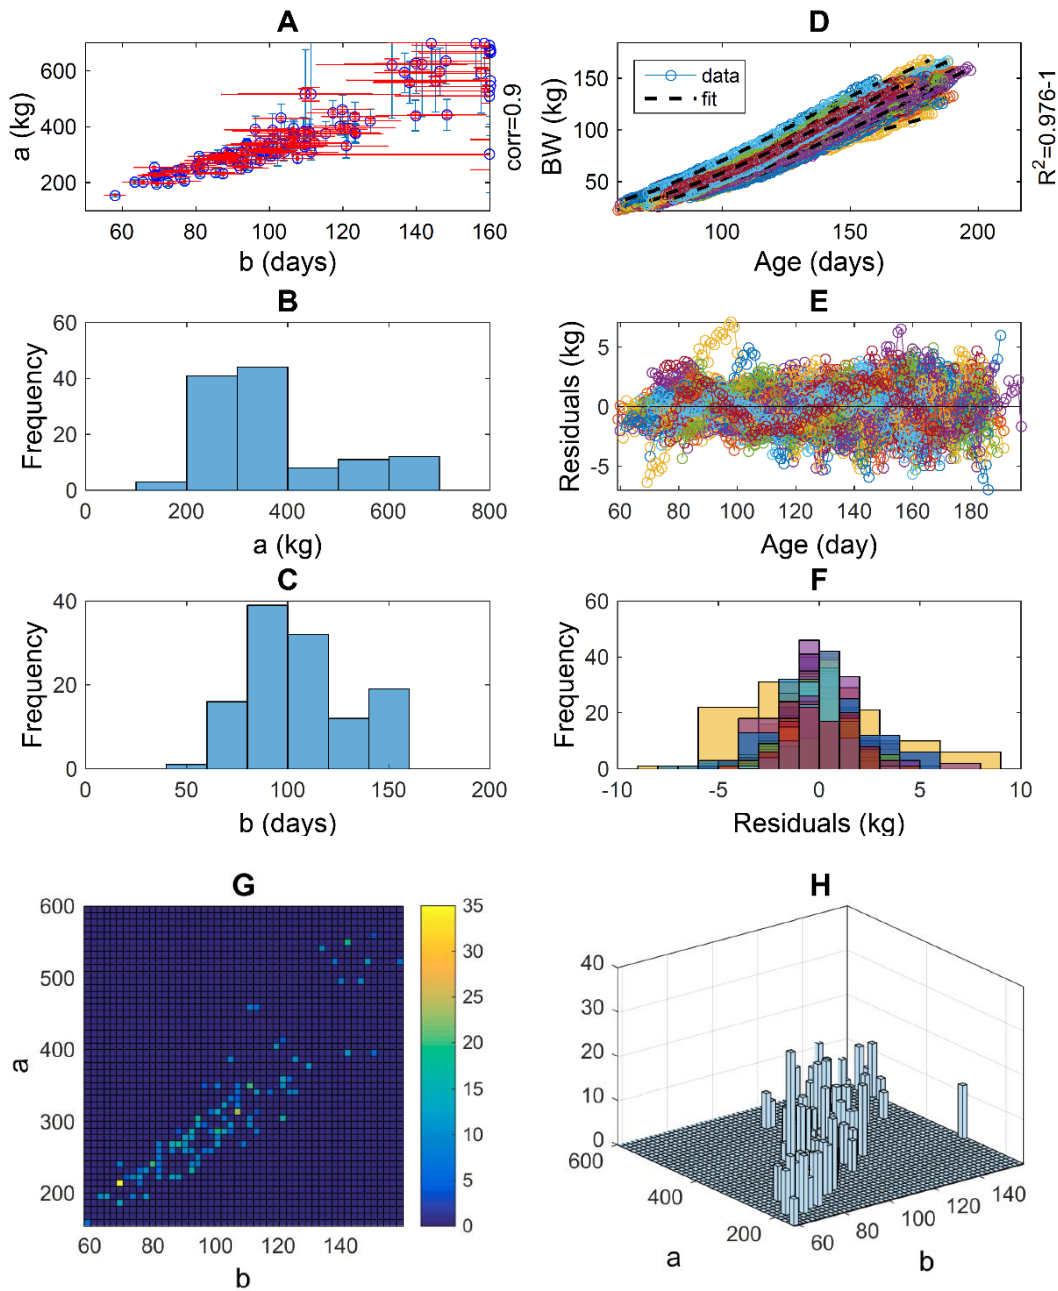 A
600
400
200
a (kg)
60 80 100 120 140 160
b (days)
corr=0.9
D
150
100
50
BW (kg)
data
fit
100 150 200
Age (days)
R²=0.976-1
B
60
40
20
0
Frequency
0 200 400 600 800
a (kg)
E
5
0
-5
Residuals (kg)
60 80 100 120 140 160 180
Age (day)
C
40
20
0
Frequency
0 50 100 150 200
b (days)
F
60
40
20
0
Frequency
-10 -5 0 5 10
Residuals (kg)
G
600
500
400
300
200
a
60 80 100 120 140
b
35
30
25
20
15
10
5
0
H
40
30
20
10
0
600
400
200
a
60 80 100 120 140
b